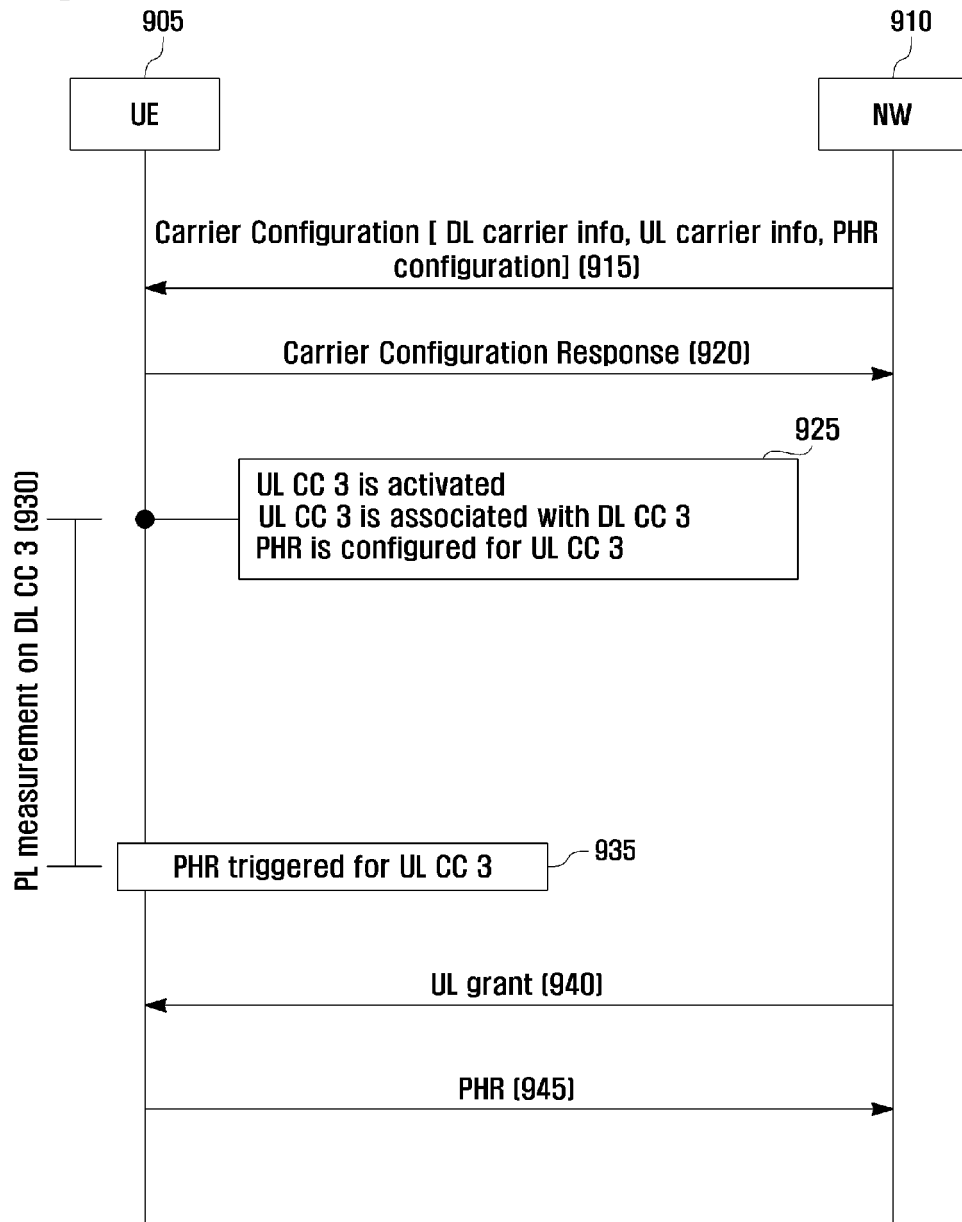 905
910
UE
NW
Carrier Configuration [ DL carrier info, UL carrier info, PHR
configuration] (915)
Carrier Configuration Response (920)
925
UL CC 3 is activated
UL CC 3 is associated with DL CC 3
PHR is configured for UL CC 3
PL measurement on DL CC 3 (930)
PHR triggered for UL CC 3
935
UL grant (940)
PHR (945)